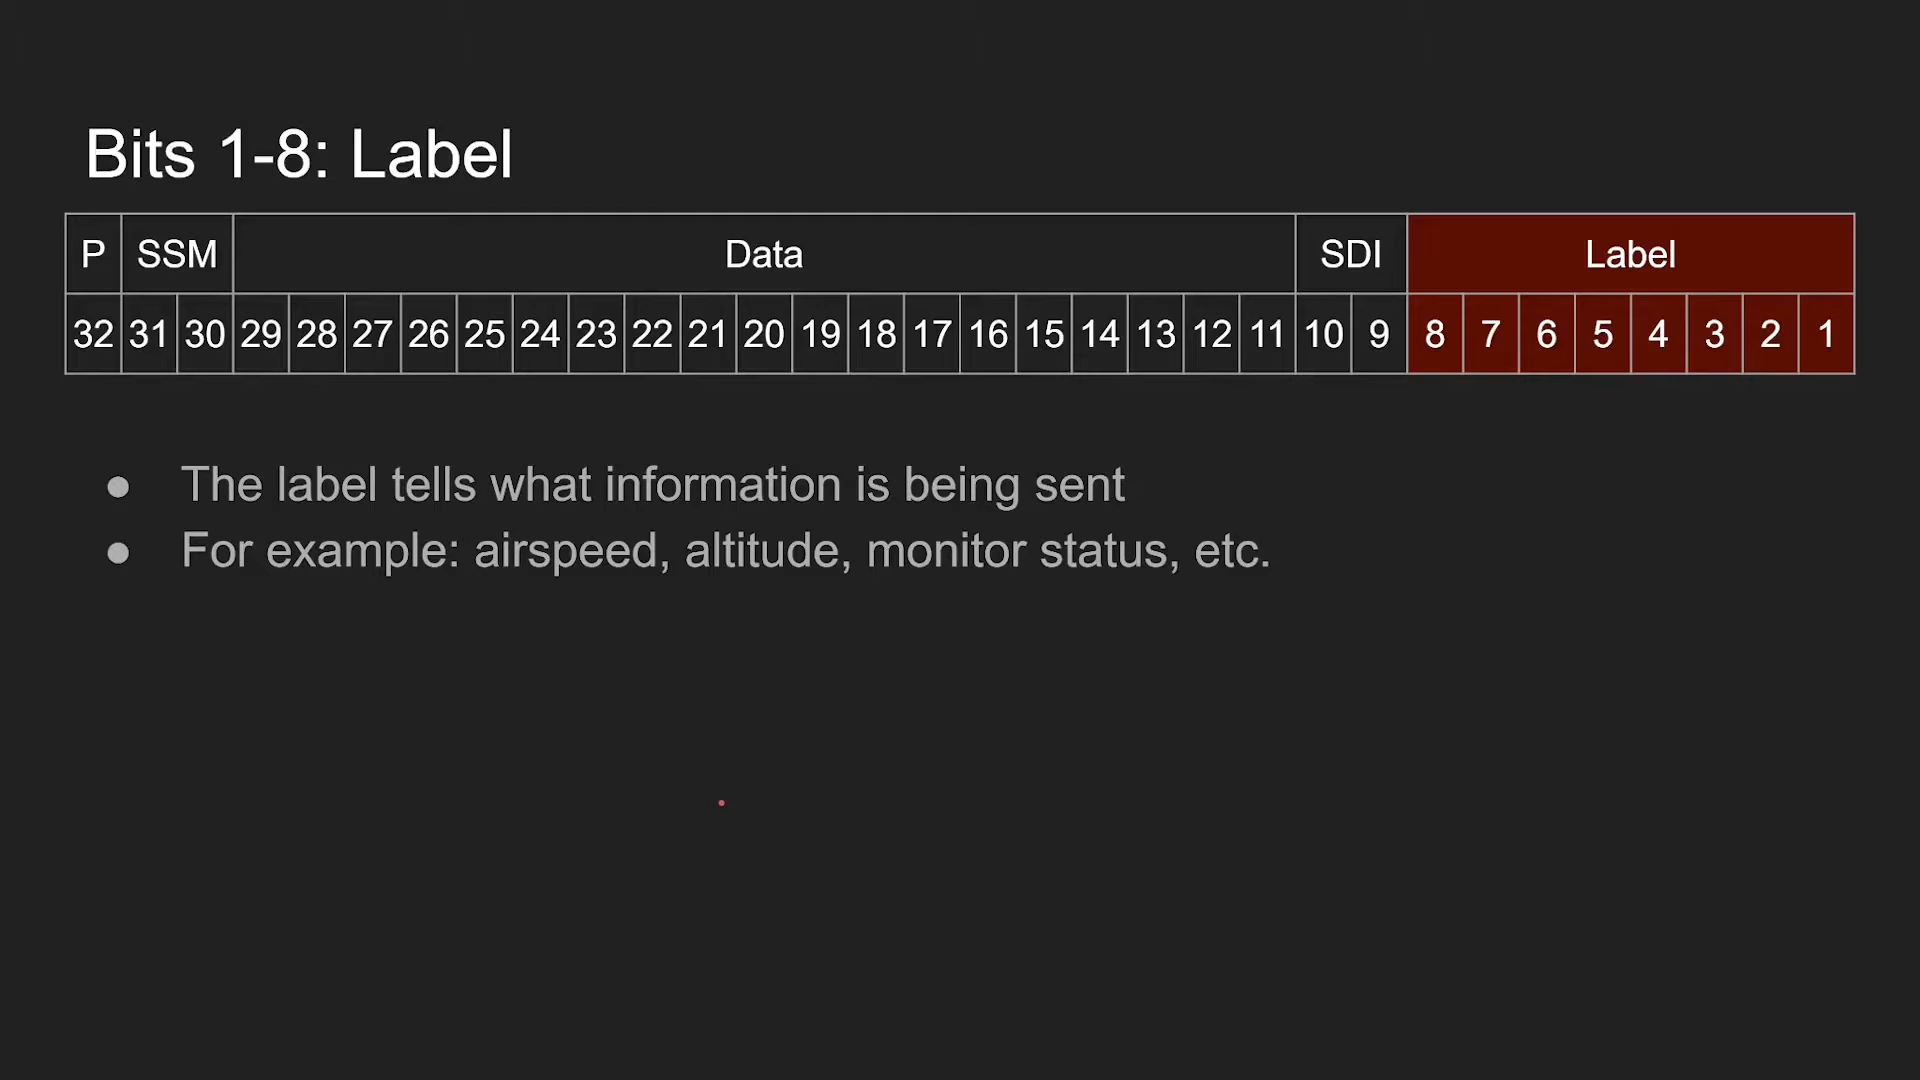 Bits 1-8: Label
P SSM Data SDI Label
32 31 30 29 28 27 26 25 24 23 22 21 20 19 18 17 16 15 14 13 12 11 10 9 8 7 6 5 4 3 2 1
● The label tells what information is being sent
● For example: airspeed, altitude, monitor status, etc.